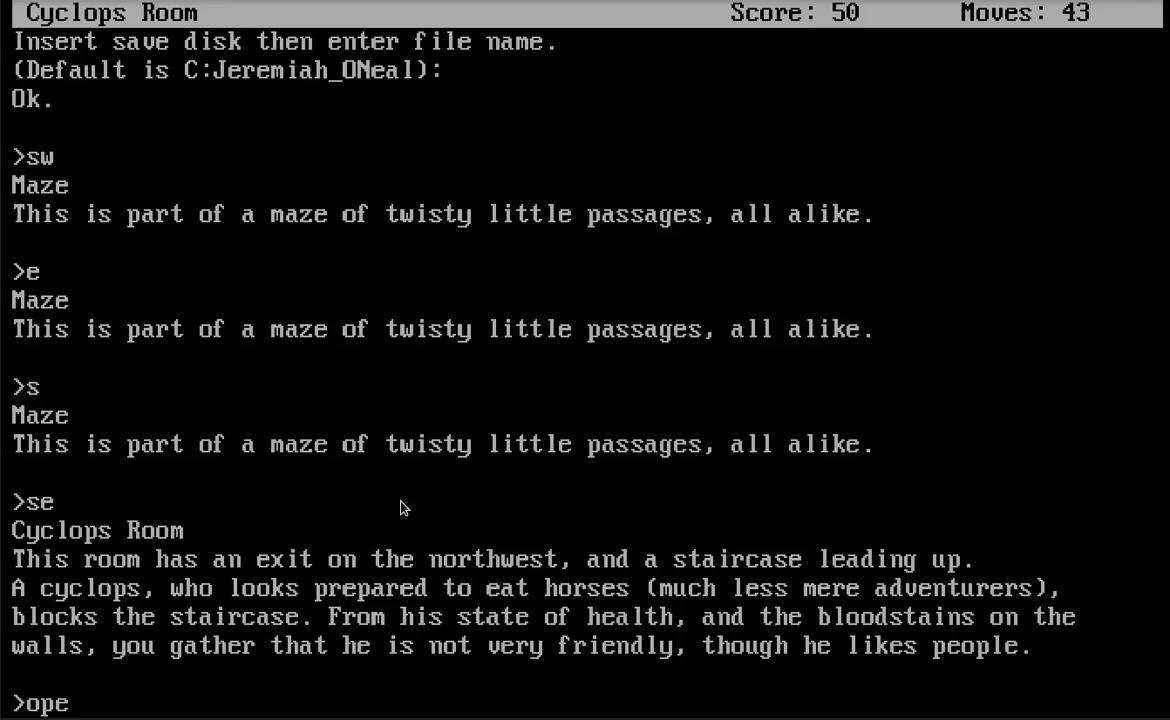 Cyclops Room Score: 50 Moves: 43
Insert save disk then enter file name.
(Default is C:Jeremiah_ONeal):
Ok.
>sw
Maze
This is part of a maze of twisty little passages, all alike.
>e
Maze
This is part of a maze of twisty little passages, all alike.
>s
Maze
This is part of a maze of twisty little passages, all alike.
>se
Cyclops Room
This room has an exit on the northwest, and a staircase leading up.
A cyclops, who looks prepared to eat horses (much less mere adventurers),
blocks the staircase. From his state of health, and the bloodstains on the
walls, you gather that he is not very friendly, though he likes people.
>ope